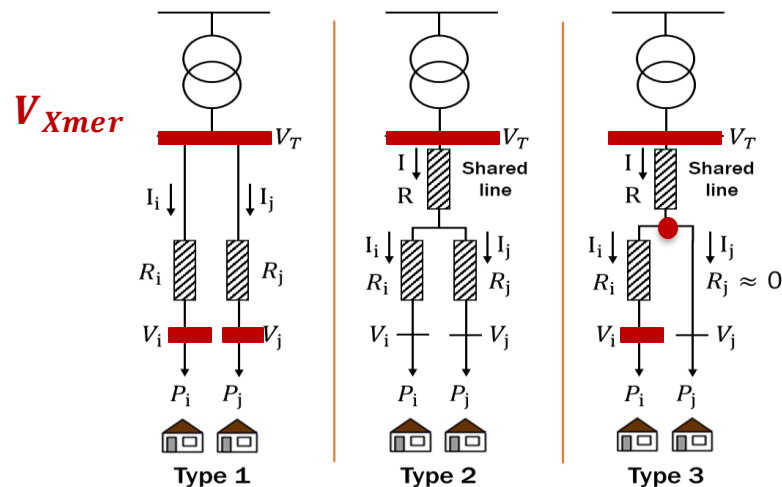 V_Xmer
V_T
I_i I_j
R_i R_j
V_i V_j
P_i P_j
Type 1
V_T
I Shared
R line
I_i I_j
R_i R_j
V_i V_j
P_i P_j
Type 2
V_T
I Shared
R line
I_i I_j
R_i R_j ≈ 0
V_i V_j
P_i P_j
Type 3